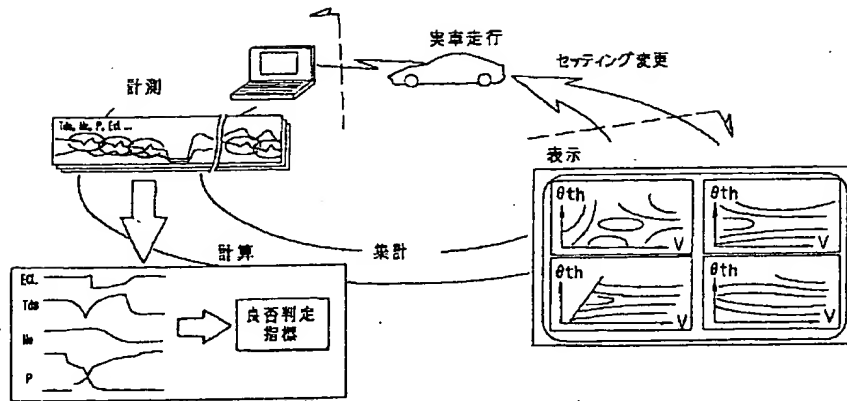 実車走行
セッティング変更
計測
Tds, Ne, P, Ecl ...
表示
θth
V
θth
V
θth
V
θth
V
計算
集計
ECL
Tds
Ne
P
良否判定
指標